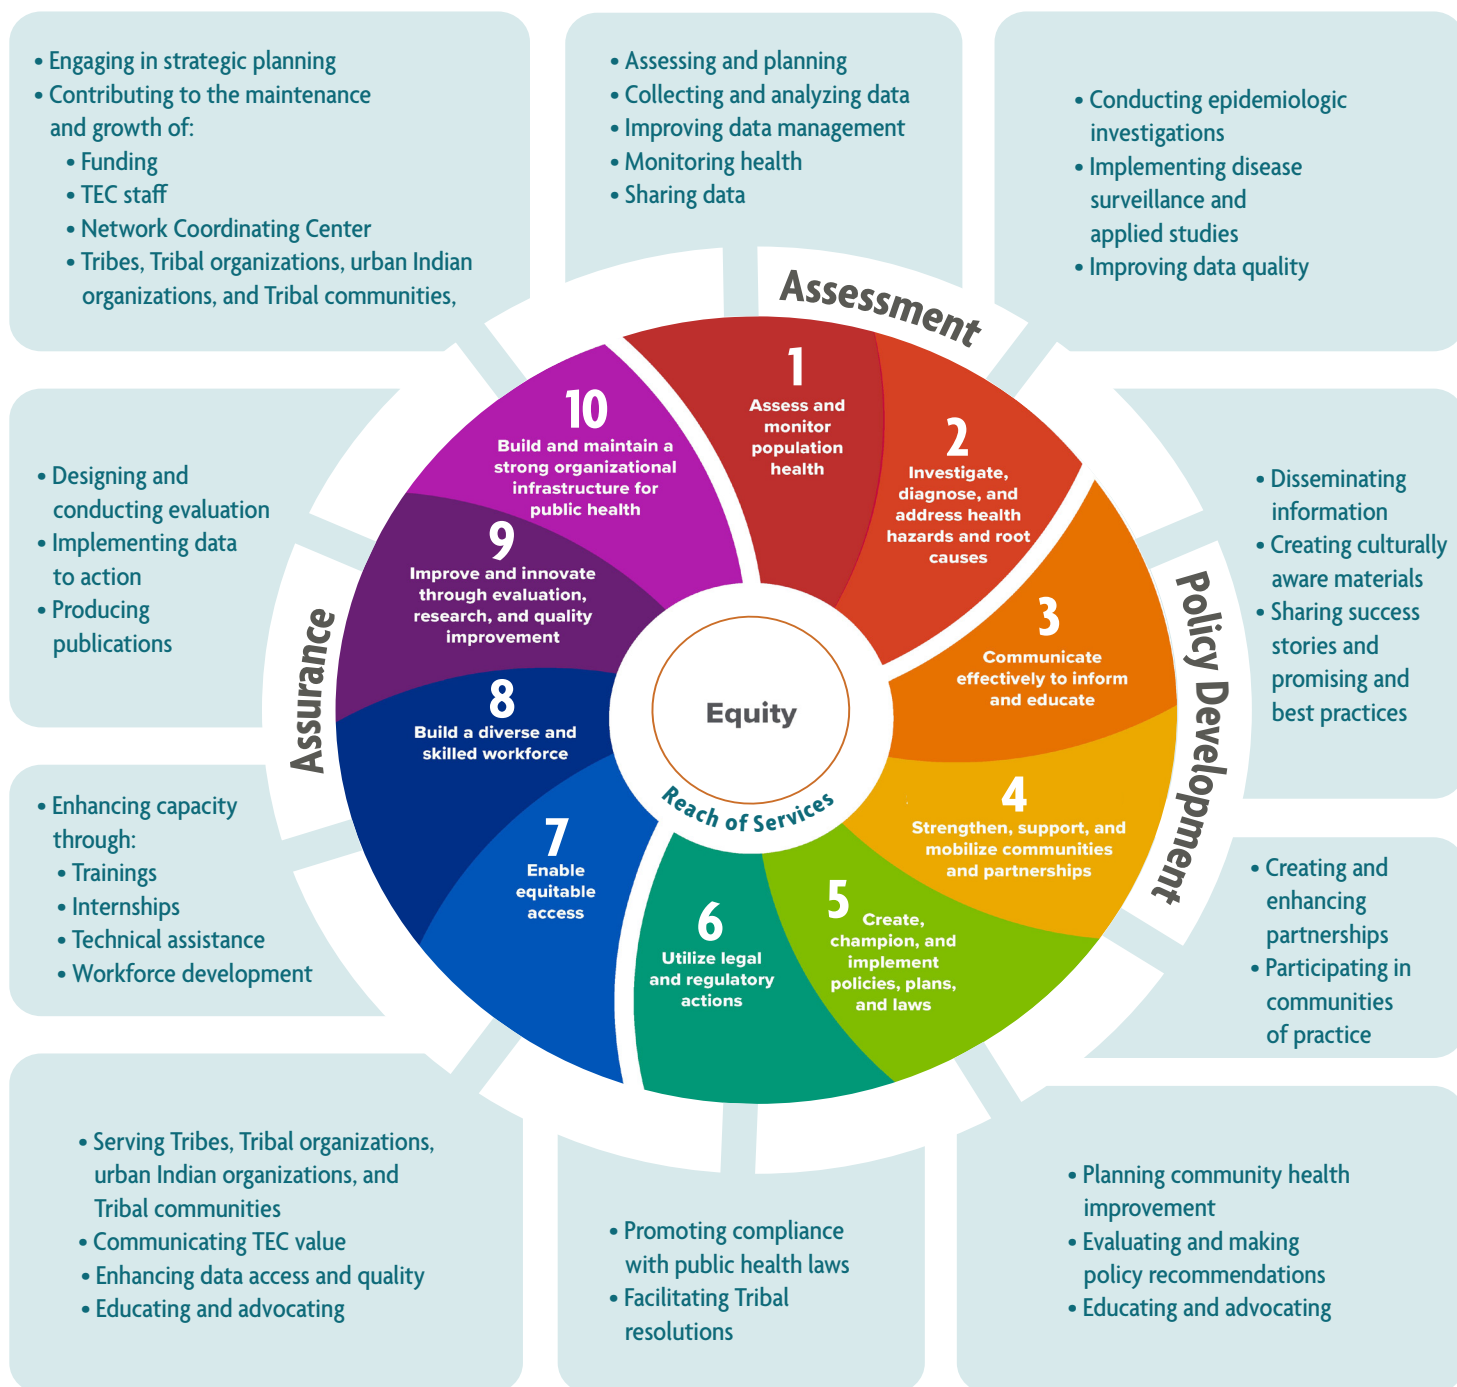 • Engaging in strategic planning
• Contributing to the maintenance
and growth of:
• Funding
• TEC staff
• Network Coordinating Center
• Tribes, Tribal organizations, urban Indian
organizations, and Tribal communities,
• Assessing and planning
• Collecting and analyzing data
• Improving data management
• Monitoring health
• Sharing data
• Conducting epidemiologic
investigations
• Implementing disease
surveillance and
applied studies
• Improving data quality
Assessment
1
Assess and
monitor
population
health
2
Investigate,
diagnose, and
address health
hazards and root
causes
Policy Development
3
Communicate
effectively to inform
and educate
4
Strengthen, support, and
mobilize communities
and partnerships
5
Create,
champion, and
implement
policies, plans,
and laws
6
Utilize legal
and regulatory
actions
Assurance
7
Enable
equitable
access
8
Build a diverse and
skilled workforce
9
Improve and innovate
through evaluation,
research, and quality
improvement
10
Build and maintain a
strong organizational
infrastructure for
public health
Equity
Reach of Services
• Disseminating
information
• Creating culturally
aware materials
• Sharing success
stories and
promising and
best practices
• Creating and
enhancing
partnerships
• Participating in
communities
of practice
• Planning community health
improvement
• Evaluating and making
policy recommendations
• Educating and advocating
• Promoting compliance
with public health laws
• Facilitating Tribal
resolutions
• Serving Tribes, Tribal organizations,
urban Indian organizations, and
Tribal communities
• Communicating TEC value
• Enhancing data access and quality
• Educating and advocating
• Enhancing capacity
through:
• Trainings
• Internships
• Technical assistance
• Workforce development
• Designing and
conducting evaluation
• Implementing data
to action
• Producing
publications